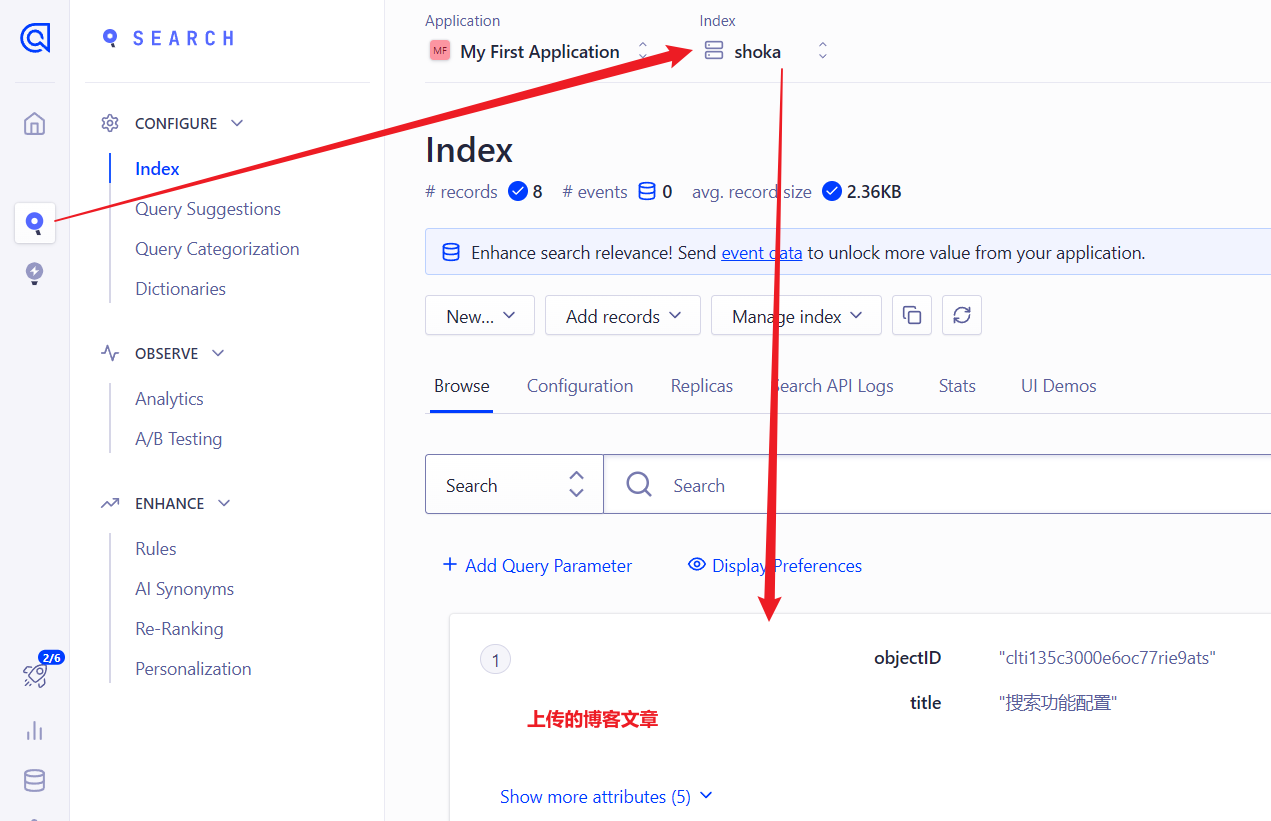 SEARCH
CONFIGURE
Index
Query Suggestions
Query Categorization
Dictionaries
OBSERVE
Analytics
A/B Testing
ENHANCE
Rules
AI Synonyms
Re-Ranking
Personalization
2/6
Application
Index
MF My First Application
shoka
Index
# records 8 # events 0 avg. record size 2.36KB
Enhance search relevance! Send event data to unlock more value from your application.
New... Add records Manage index
Browse Configuration Replicas Search API Logs Stats UI Demos
Search Search
+ Add Query Parameter Display Preferences
1
objectID "clti135c3000e6oc77rie9ats"
title "搜索功能配置"
上传的博客文章
Show more attributes (5)